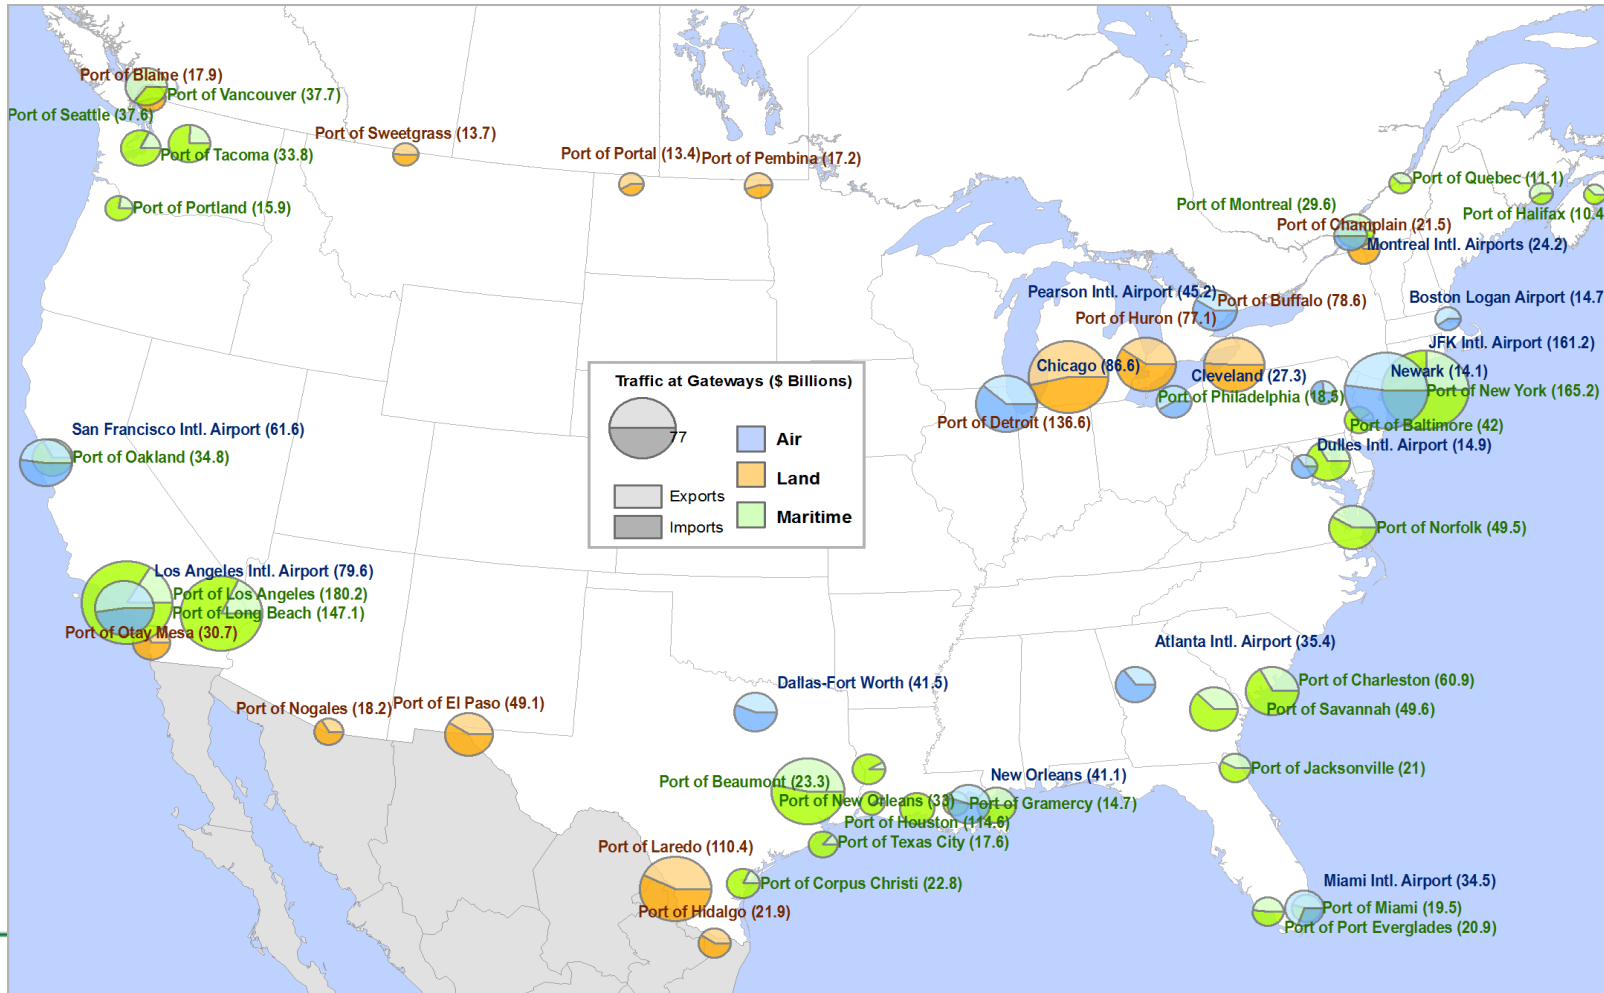 Port of Blaine (17.9)
Port of Vancouver (37.7)
Port of Seattle (37.6)
Port of Tacoma (33.8)
Port of Portland (15.9)
Port of Sweetgrass (13.7)
Port of Portal (13.4)
Port of Pembina (17.2)
Port of Quebec (11.1)
Port of Montreal (29.6)
Port of Halifax (10.4
Port of Champlain (21.5)
Montreal Intl. Airports (24.2)
Pearson Intl. Airport (45.2)
Port of Buffalo (78.6)
Boston Logan Airport (14.7
Port of Huron (77.1)
JFK Intl. Airport (161.2)
Chicago (86.6)
Cleveland (27.3)
Newark (14.1)
Port of New York (165.2)
Port of Philadelphia (18.5)
Port of Detroit (136.6)
Port of Baltimore (42)
Dulles Intl. Airport (14.9)
Traffic at Gateways ($ Billions)
77
Air
Land
Maritime
Exports
Imports
San Francisco Intl. Airport (61.6)
Port of Oakland (34.8)
Port of Norfolk (49.5)
Los Angeles Intl. Airport (79.6)
Port of Los Angeles (180.2)
Port of Long Beach (147.1)
Port of Otay Mesa (30.7)
Atlanta Intl. Airport (35.4)
Port of Charleston (60.9)
Port of Savannah (49.6)
Dallas-Fort Worth (41.5)
Port of Nogales (18.2)
Port of El Paso (49.1)
Port of Jacksonville (21)
New Orleans (41.1)
Port of Beaumont (23.3)
Port of New Orleans (33)
Port of Gramercy (14.7)
Port of Houston (114.6)
Port of Texas City (17.6)
Port of Laredo (110.4)
Port of Corpus Christi (22.8)
Port of Hidalgo (21.9)
Miami Intl. Airport (34.5)
Port of Miami (19.5)
Port of Port Everglades (20.9)